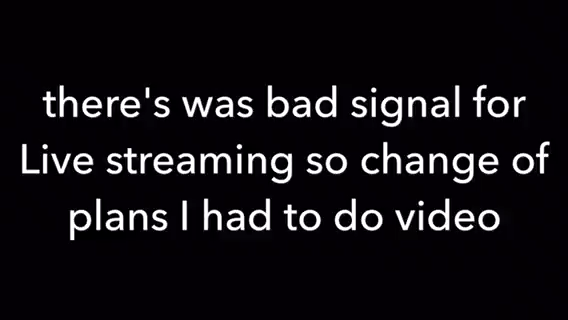 there's was bad signal for
Live streaming so change of
plans I had to do video